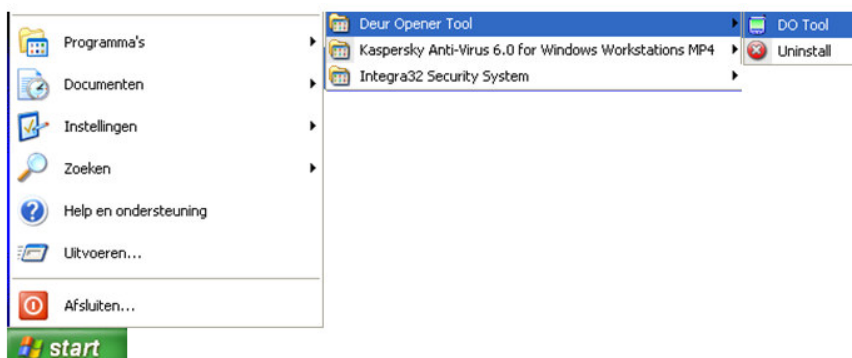 Programma's
Documenten
Instellingen
Zoeken
Help en ondersteuning
Uitvoeren...
Afsluiten...
start
Deur Opener Tool
Kaspersky Anti-Virus 6.0 for Windows Workstations MP4
Integra32 Security System
DO Tool
Uninstall